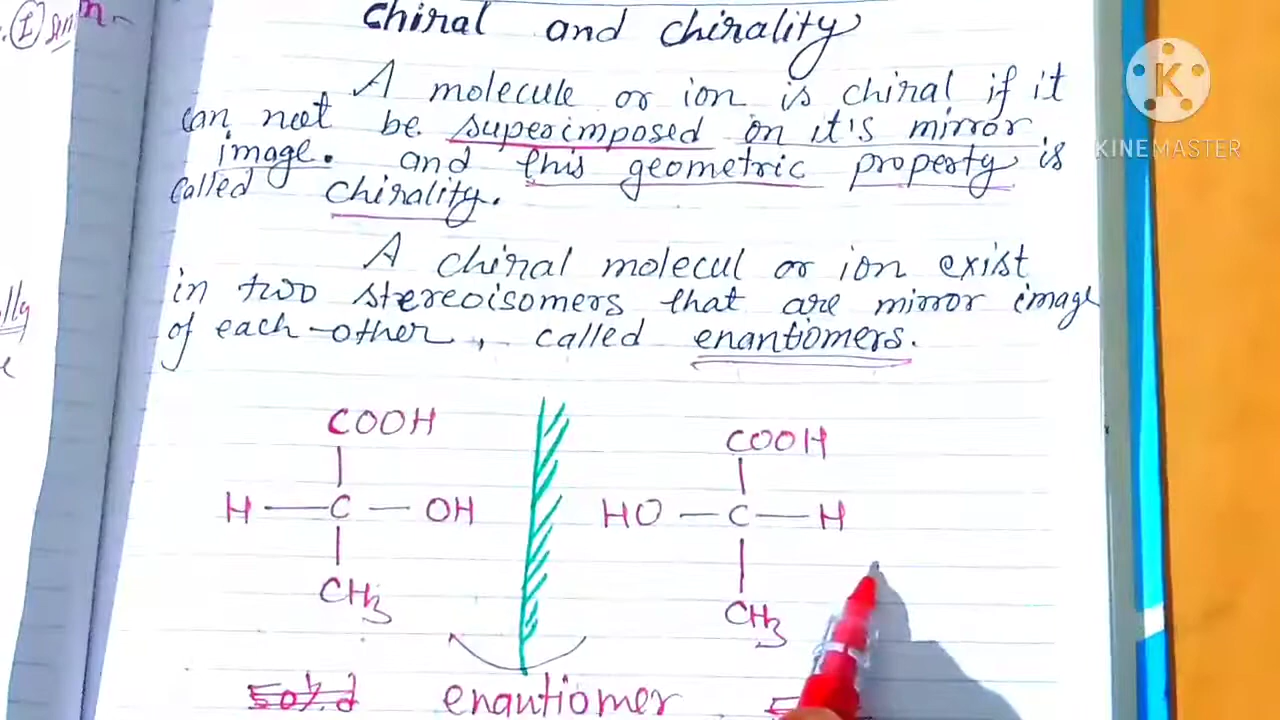 chiral and chirality
A molecule or ion is chiral if it
can not be superimposed on it's mirror
image. and this geometric property is
called chirality.
A chiral molecul or ion exist
in two stereoisomers that are mirror image
of each-other, called enantiomers.
COOH COOH
H — C — OH HO — C — H
CH3 CH3
enantiomer
KINEMASTER